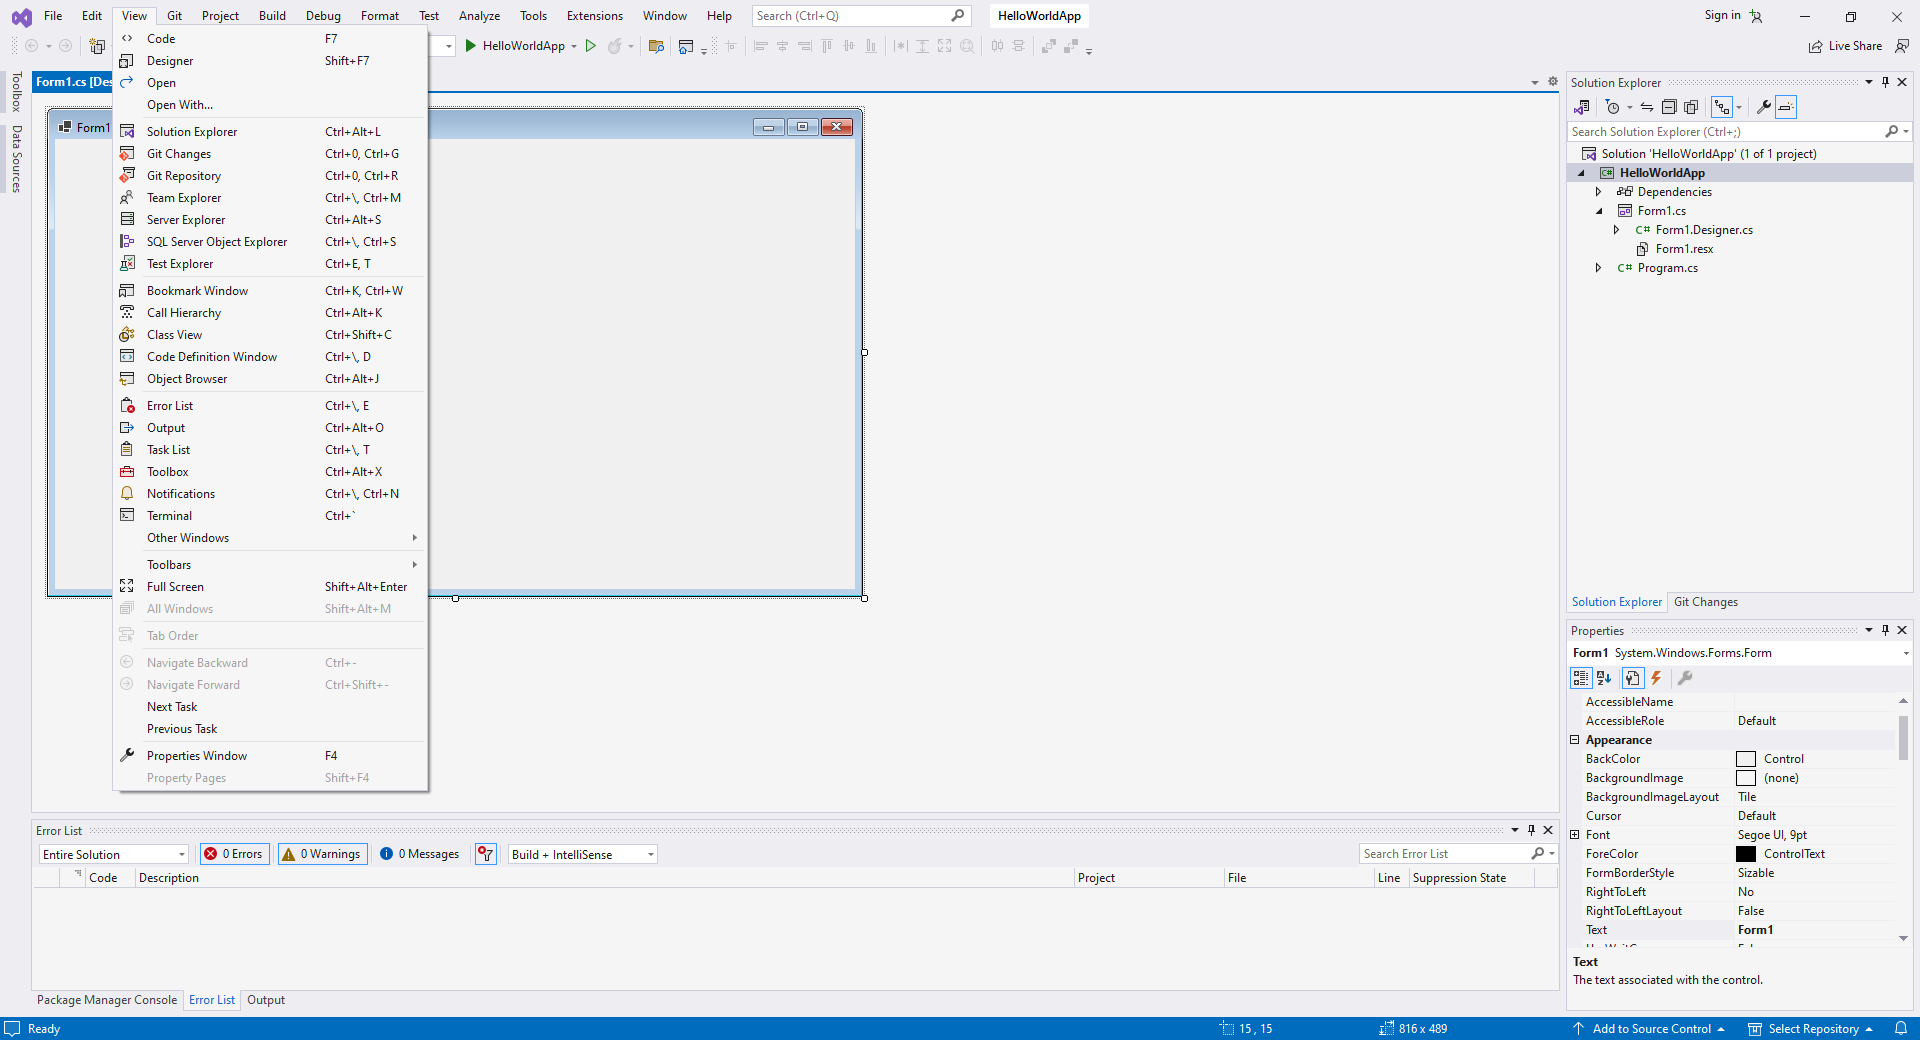 File Edit View Git Project Build Debug Format Test Analyze Tools Extensions Window Help Search (Ctrl+Q) HelloWorldApp Sign in
HelloWorldApp Live Share
Toolbox
Data Sources
Form1.cs [Des
Form1
Code F7
Designer Shift+F7
Open
Open With...
Solution Explorer Ctrl+Alt+L
Git Changes Ctrl+0, Ctrl+G
Git Repository Ctrl+0, Ctrl+R
Team Explorer Ctrl+\, Ctrl+M
Server Explorer Ctrl+Alt+S
SQL Server Object Explorer Ctrl+\, Ctrl+S
Test Explorer Ctrl+E, T
Bookmark Window Ctrl+K, Ctrl+W
Call Hierarchy Ctrl+Alt+K
Class View Ctrl+Shift+C
Code Definition Window Ctrl+\, D
Object Browser Ctrl+Alt+J
Error List Ctrl+\, E
Output Ctrl+Alt+O
Task List Ctrl+\, T
Toolbox Ctrl+Alt+X
Notifications Ctrl+\, Ctrl+N
Terminal Ctrl+`
Other Windows
Toolbars
Full Screen Shift+Alt+Enter
All Windows Shift+Alt+M
Tab Order
Navigate Backward Ctrl+-
Navigate Forward Ctrl+Shift+-
Next Task
Previous Task
Properties Window F4
Property Pages Shift+F4
Solution Explorer
Search Solution Explorer (Ctrl+;)
Solution 'HelloWorldApp' (1 of 1 project)
C# HelloWorldApp
Dependencies
Form1.cs
C# Form1.Designer.cs
Form1.resx
C# Program.cs
Solution Explorer Git Changes
Properties
Form1 System.Windows.Forms.Form
AccessibleName
AccessibleRole Default
Appearance
BackColor Control
BackgroundImage (none)
BackgroundImageLayout Tile
Cursor Default
Font Segoe UI, 9pt
ForeColor ControlText
FormBorderStyle Sizable
RightToLeft No
RightToLeftLayout False
Text Form1
Text
The text associated with the control.
Error List
Entire Solution 0 Errors 0 Warnings 0 Messages Build + IntelliSense Search Error List
Code Description Project File Line Suppression State
Package Manager Console Error List Output
Ready 15 , 15 816 x 489 Add to Source Control Select Repository